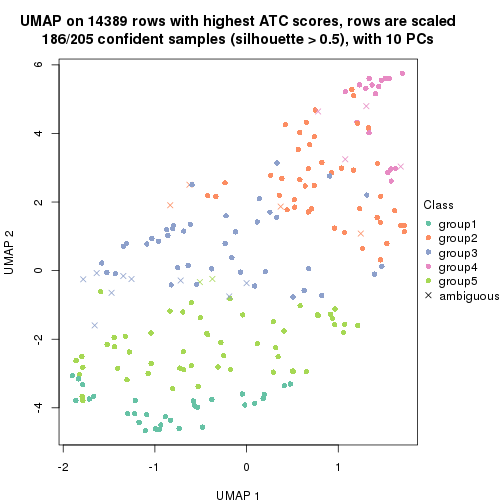 UMAP on 14389 rows with highest ATC scores, rows are scaled
186/205 confident samples (silhouette > 0.5), with 10 PCs
6
4
2
0
-2
-4
UMAP 2
-2
-1
0
1
UMAP 1
Class
group1
group2
group3
group4
group5
ambiguous